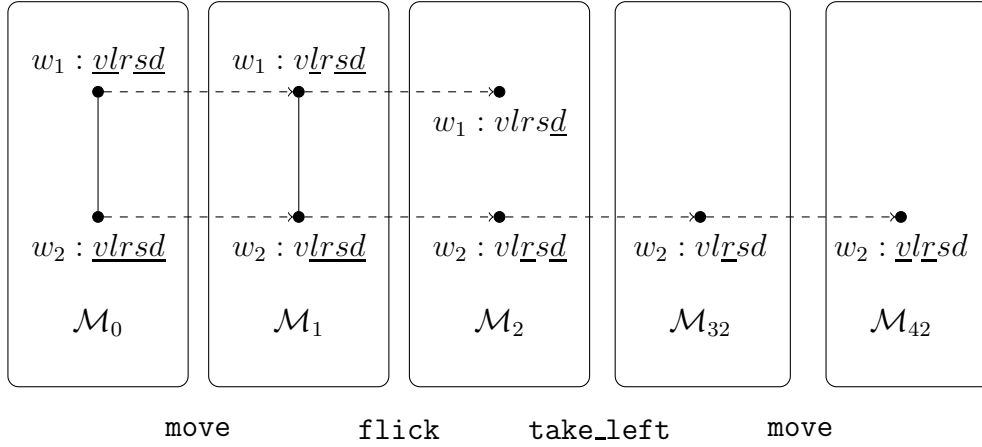 w₁ : vlrsd w₁ : vlrsd
w₁ : vlrsd
w₂ : vlrsd w₂ : vlrsd w₂ : vlrsd w₂ : vlrsd w₂ : vlrsd
ℳ₀ ℳ₁ ℳ₂ ℳ₃₂ ℳ₄₂
move flick take_left move